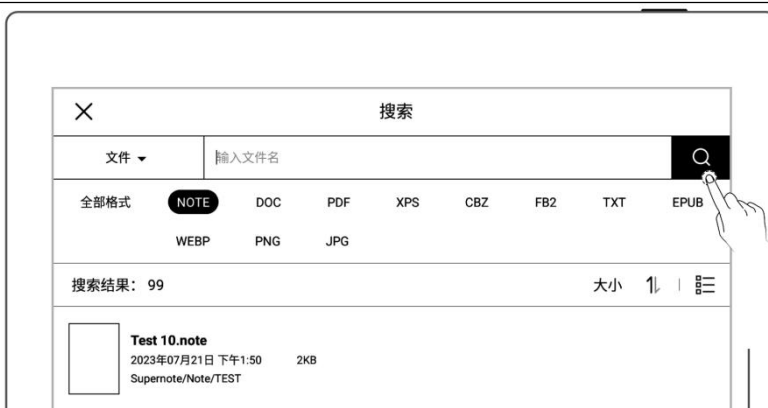 搜索
文件 输入文件名
全部格式 NOTE DOC PDF XPS CBZ FB2 TXT EPUB
WEBP PNG JPG
搜索结果：99 大小
Test 10.note
2023年07月21日 下午1:50 2KB
Supernote/Note/TEST